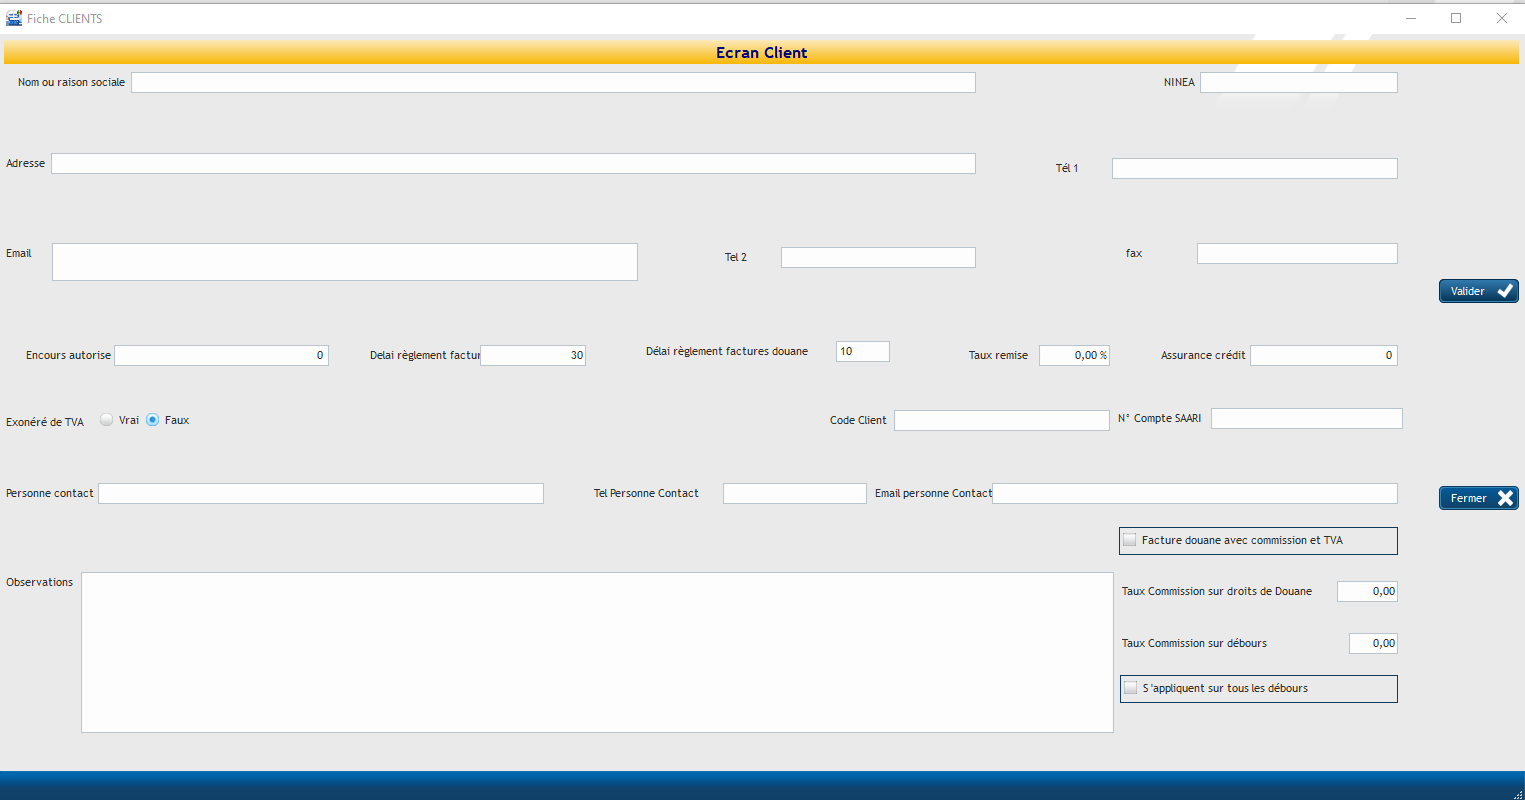 Fiche CLIENTS
Ecran Client
Nom ou raison sociale NINEA
Adresse Tél 1
Email Tel 2 fax
Valider
Encours autorise 0 Delai règlement factur 30 Délai règlement factures douane 10 Taux remise 0,00 % Assurance crédit 0
Exonéré de TVA Vrai Faux Code Client N° Compte SAARI
Personne contact Tel Personne Contact Email personne Contact
Fermer
Facture douane avec commission et TVA
Observations
Taux Commission sur droits de Douane 0,00
Taux Commission sur débours 0,00
S'appliquent sur tous les débours